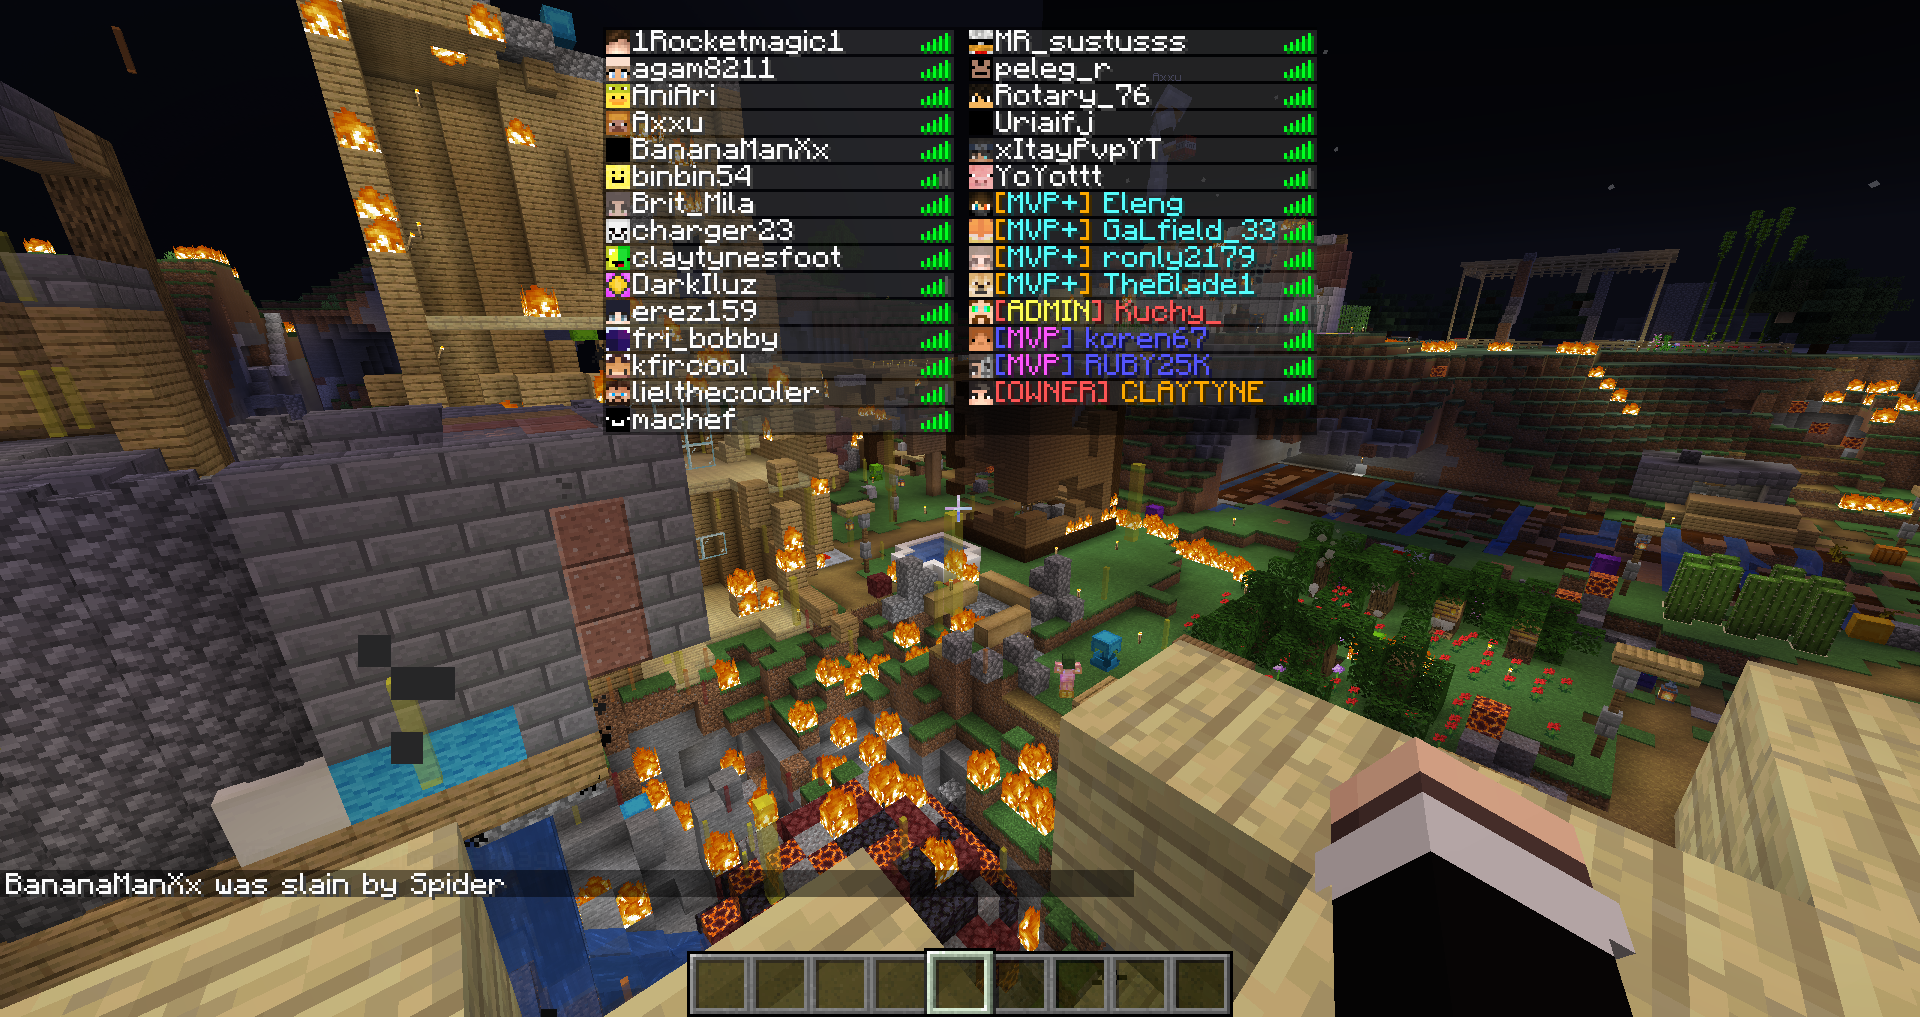 1Rocketmagic1
agam8211
AniAri
Axxu
BananaManXx
binbin54
Brit_Mila
charger23
claytynesfoot
DarkIluz
erez159
fri_bobby
kfircool
lielthecooler
machef
MR_sustusss
peleg_r
Rotary_76
Uriaifj
xItayPvpYT
YoYottt
[MVP+] Eleng
[MVP+] GaLfield_33
[MVP+] ronly2179
[MVP+] TheBlade1
[ADMIN] Kuchy_
[MVP] koren67
[MVP] RUBY25K
[OWNER] CLAYTYNE
Axxu
BananaManXx was slain by Spider